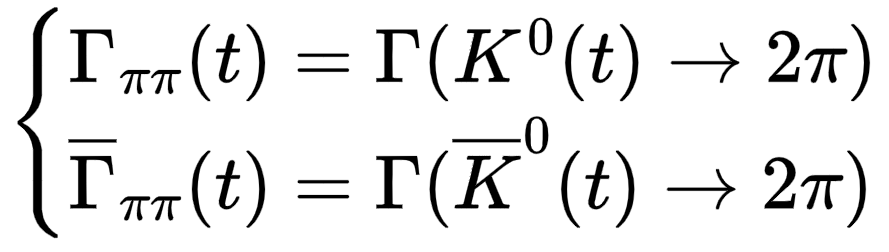 Γ_{ππ}(t) = Γ(K^0(t) → 2π)
\overline{Γ}_{ππ}(t) = Γ(\overline{K}^0(t) → 2π)